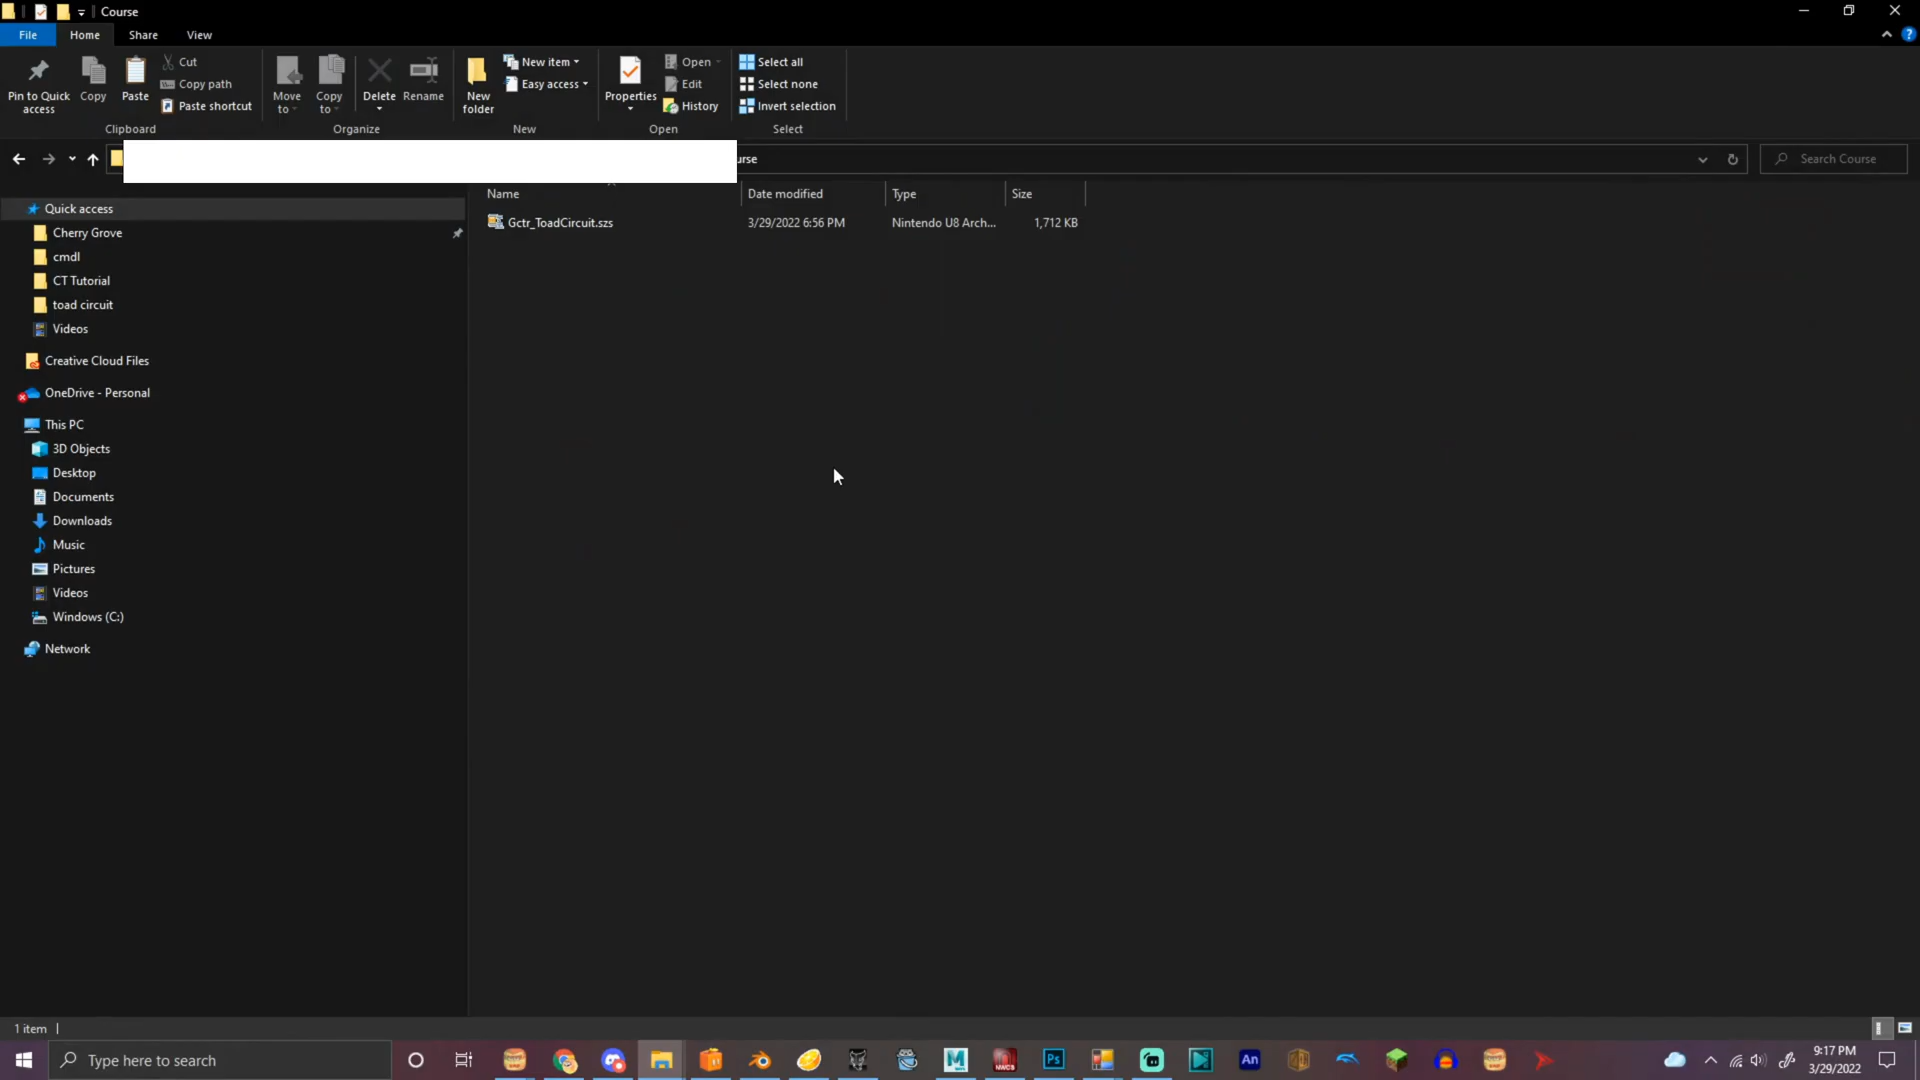 Course
File Home Share View
Pin to Quick access
Copy
Paste
Cut
Copy path
Paste shortcut
Clipboard
Move to
Copy to
Delete
Rename
Organize
New folder
New item
Easy access
New
Properties
Open
Edit
History
Open
Select all
Select none
Invert selection
Select
urse
Search Course
Name Date modified Type Size
Gctr_ToadCircuit.szs 3/29/2022 6:56 PM Nintendo U8 Arch... 1,712 KB
Quick access
Cherry Grove
cmdl
CT Tutorial
toad circuit
Videos
Creative Cloud Files
OneDrive - Personal
This PC
3D Objects
Desktop
Documents
Downloads
Music
Pictures
Videos
Windows (C:)
Network
1 item
Type here to search
NWCS
Ps
An
9:17 PM
3/29/2022